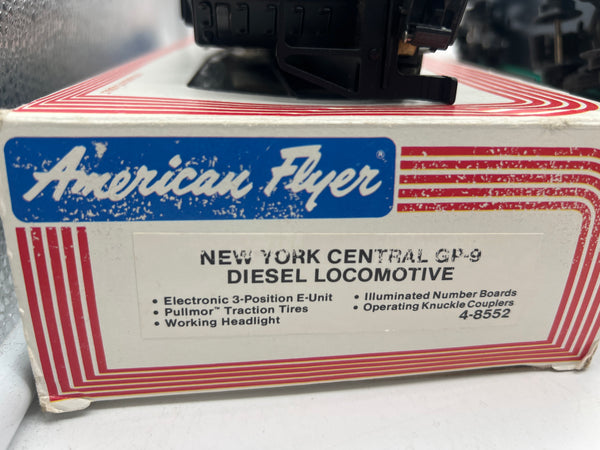 American Flyer®
NEW YORK CENTRAL GP-9
DIESEL LOCOMOTIVE
• Electronic 3-Position E-Unit
• Pullmor™ Traction Tires
• Working Headlight
• Illuminated Number Boards
• Operating Knuckle Couplers
4-8552